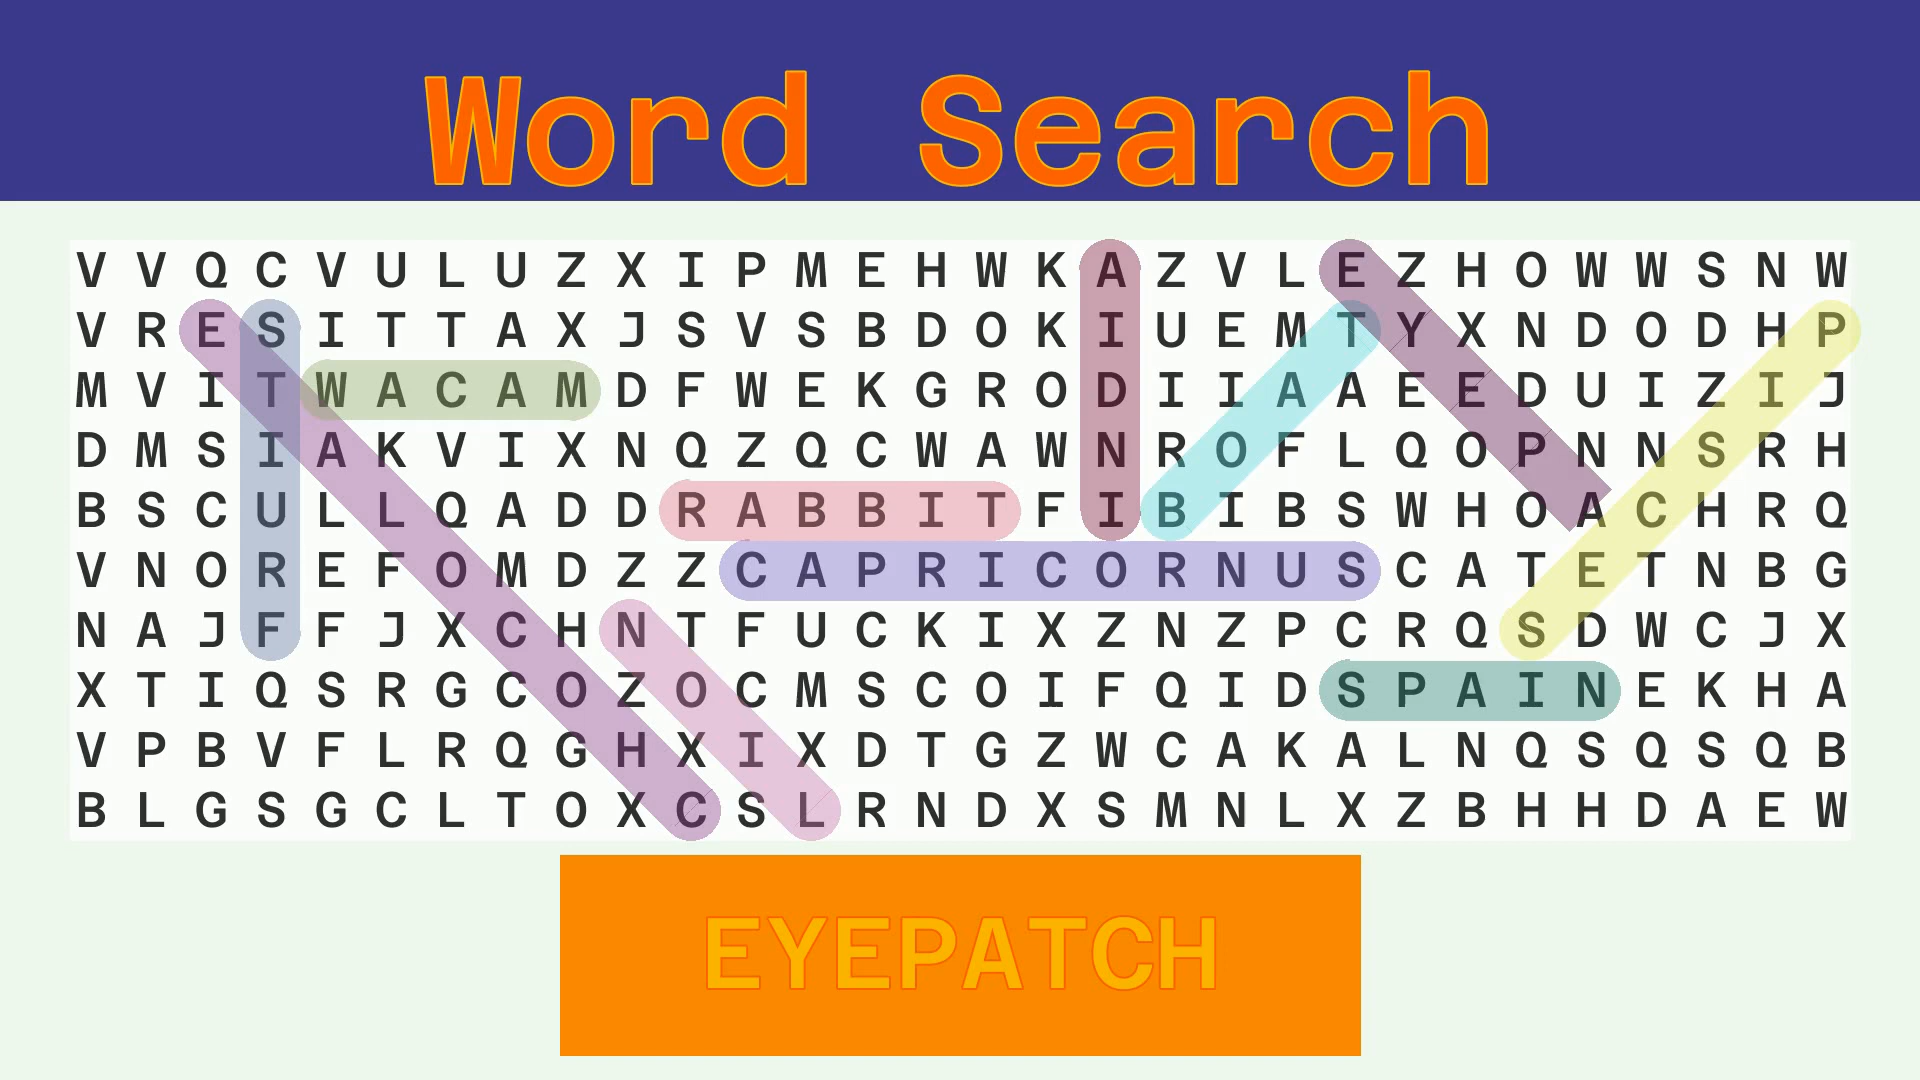 Word Search
V V Q C V U L U Z X I P M E H W K A Z V L E Z H O W W S N W
V R E S I T T A X J S V S B D O K I U E M T Y X N D O D H P
M V I T W A C A M D F W E K G R O D I I A A E E D U I Z I J
D M S I A K V I X N Q Z Q C W A W N R O F L Q O P N N S R H
B S C U L L Q A D D R A B B I T F I B I B S W H O A C H R Q
V N O R E F O M D Z Z C A P R I C O R N U S C A T E T N B G
N A J F F J X C H N T F U C K I X Z N Z P C R Q S D W C J X
X T I Q S R G C O Z O C M S C O I F Q I D S P A I N E K H A
V P B V F L R Q G H X I X D T G Z W C A K A L N Q S Q S Q B
B L G S G C L T O X C S L R N D X S M N L X Z B H H D A E W
EYEPATCH